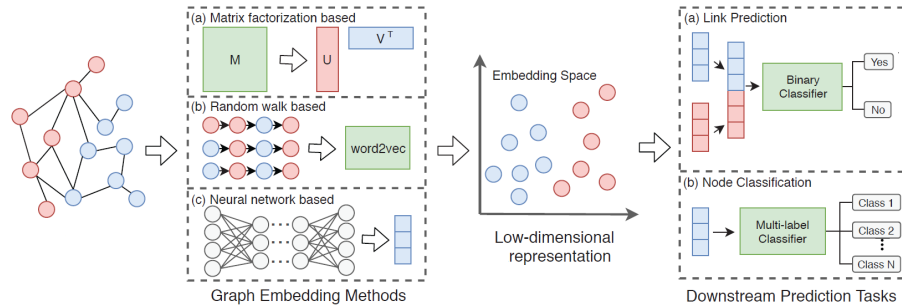 (a) Matrix factorization based
M
U
V^T
(b) Random walk based
word2vec
(c) Neural network based
Graph Embedding Methods
Embedding Space
Low-dimensional
representation
(a) Link Prediction
Binary
Classifier
Yes
No
(b) Node Classification
Multi-label
Classifier
Class 1
Class 2
Class N
Downstream Prediction Tasks